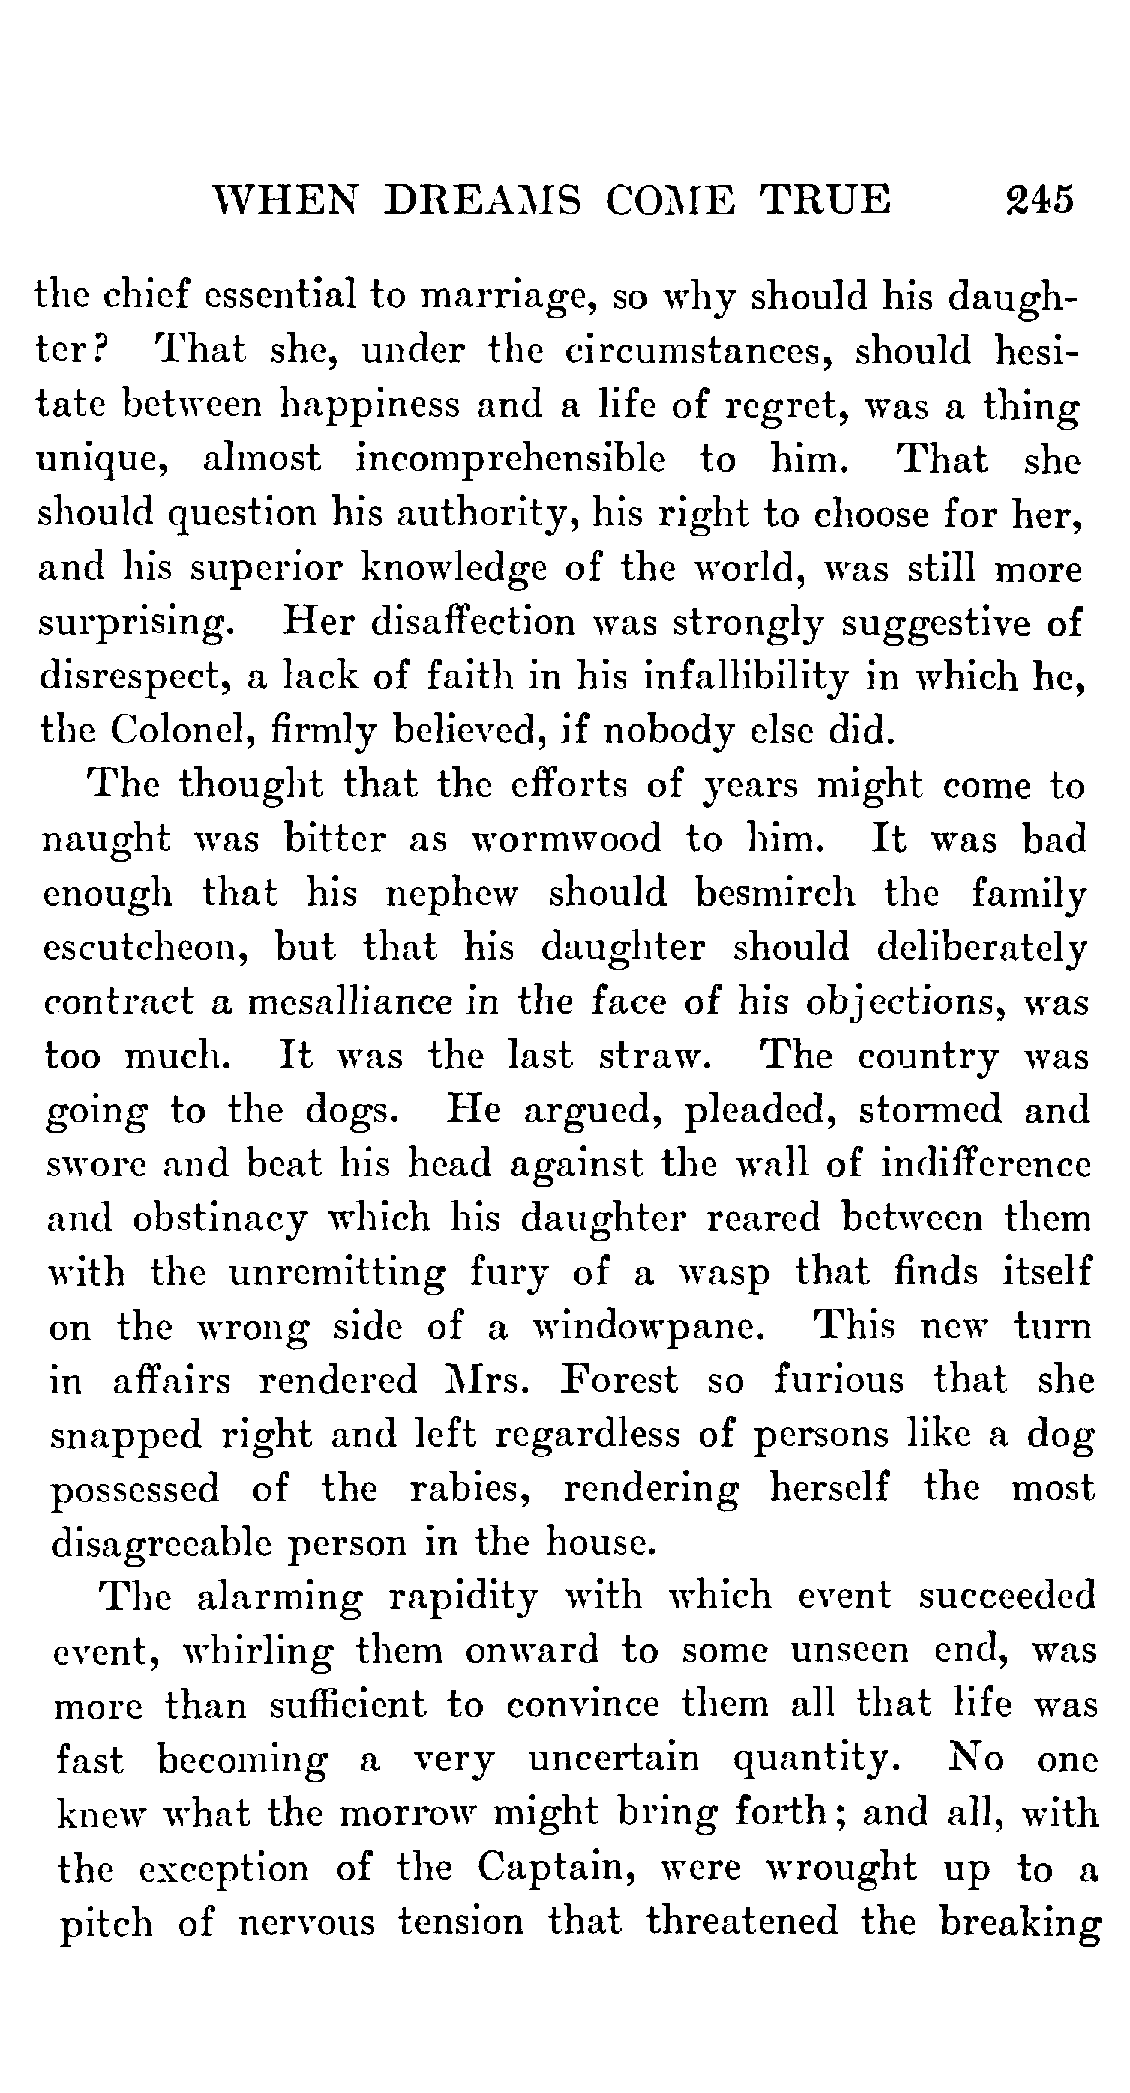 WHEN DREAMS COME TRUE 245
the chief essential to marriage, so why should his daugh-
ter? That she, under the circumstances, should hesi-
tate between happiness and a life of regret, was a thing
unique, almost incomprehensible to him. That she
should question his authority, his right to choose for her,
and his superior knowledge of the world, was still more
surprising. Her disaffection was strongly suggestive of
disrespect, a lack of faith in his infallibility in which he,
the Colonel, firmly believed, if nobody else did.
The thought that the efforts of years might come to
naught was bitter as wormwood to him. It was bad
enough that his nephew should besmirch the family
escutcheon, but that his daughter should deliberately
contract a mesalliance in the face of his objections, was
too much. It was the last straw. The country was
going to the dogs. He argued, pleaded, stormed and
swore and beat his head against the wall of indifference
and obstinacy which his daughter reared between them
with the unremitting fury of a wasp that finds itself
on the wrong side of a windowpane. This new turn
in affairs rendered Mrs. Forest so furious that she
snapped right and left regardless of persons like a dog
possessed of the rabies, rendering herself the most
disagreeable person in the house.
The alarming rapidity with which event succeeded
event, whirling them onward to some unseen end, was
more than sufficient to convince them all that life was
fast becoming a very uncertain quantity. No one
knew what the morrow might bring forth; and all, with
the exception of the Captain, were wrought up to a
pitch of nervous tension that threatened the breaking